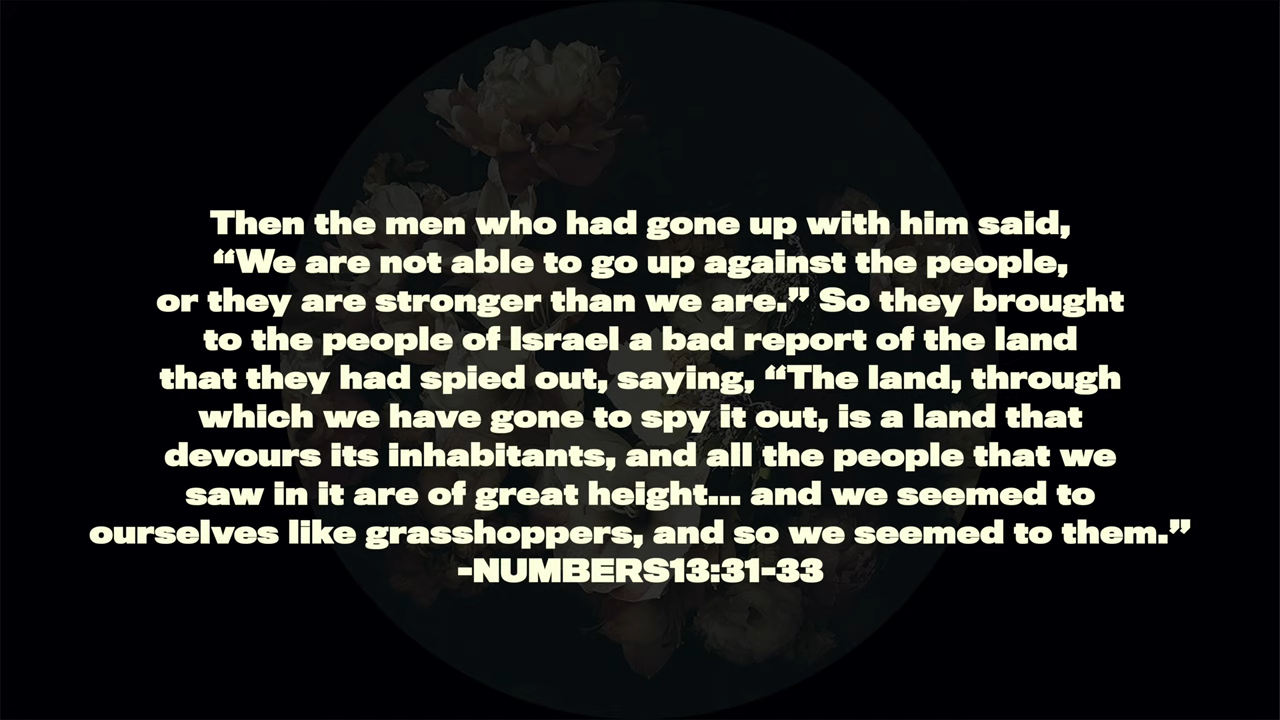 Then the men who had gone up with him said,
“We are not able to go up against the people,
or they are stronger than we are.” So they brought
to the people of Israel a bad report of the land
that they had spied out, saying, “The land, through
which we have gone to spy it out, is a land that
devours its inhabitants, and all the people that we
saw in it are of great height... and we seemed to
ourselves like grasshoppers, and so we seemed to them.”
-NUMBERS13:31-33